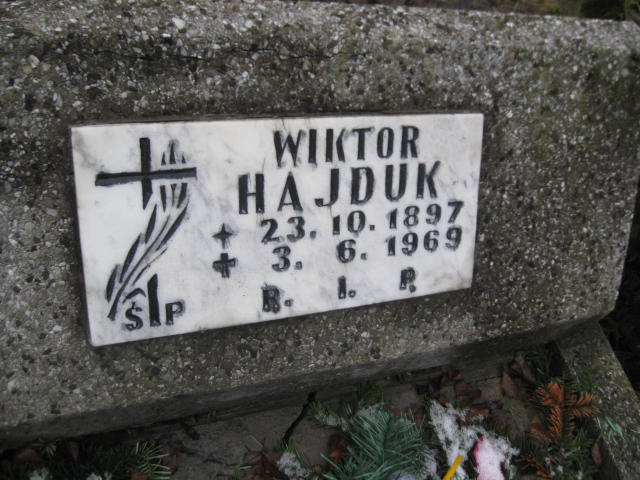 WIKTOR
HAJDUK
23. 10. 1897
3. 6. 1969
R. I. P.
ŚP